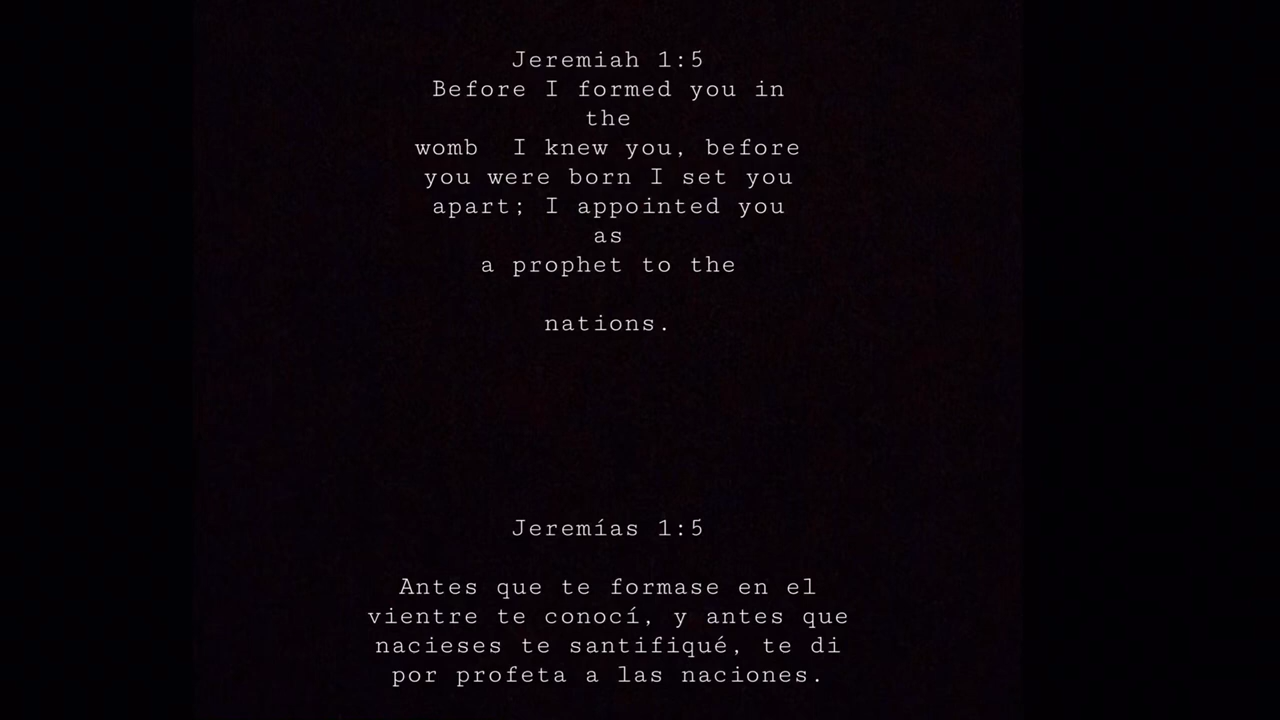 Jeremiah 1:5
Before I formed you in
the
womb  I knew you, before
you were born I set you
apart; I appointed you
as
a prophet to the
nations.
Jeremías 1:5
Antes que te formase en el
vientre te conocí, y antes que
nacieses te santifiqué, te di
por profeta a las naciones.